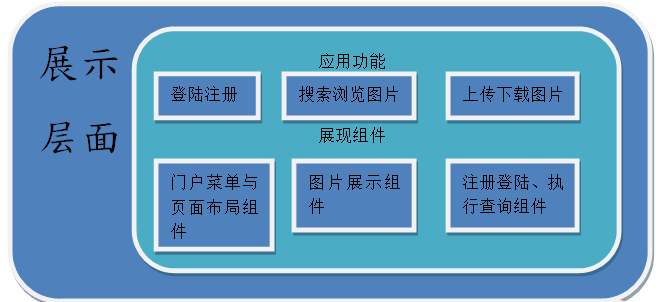 展示
层面
应用功能
登陆注册
搜索浏览图片
上传下载图片
展现组件
门户菜单与
页面布局组
件
图片展示组
件
注册登陆、执
行查询组件